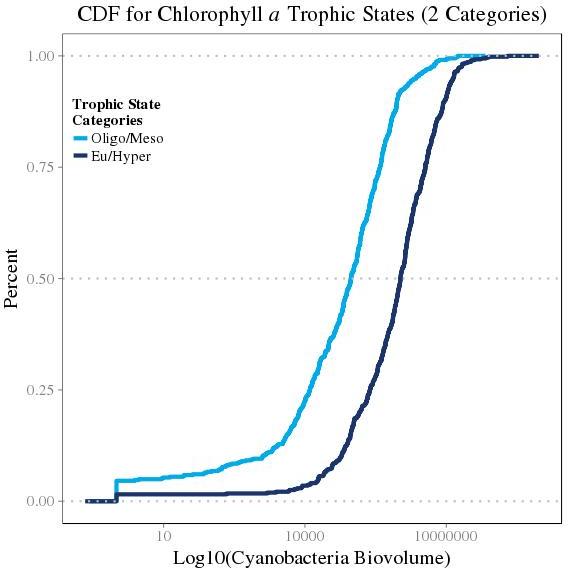 CDF for Chlorophyll a Trophic States (2 Categories)
1.00
Trophic State
Categories
Oligo/Meso
Eu/Hyper
0.75
Percent
0.50
0.25
0.00
10
10000
10000000
Log10(Cyanobacteria Biovolume)